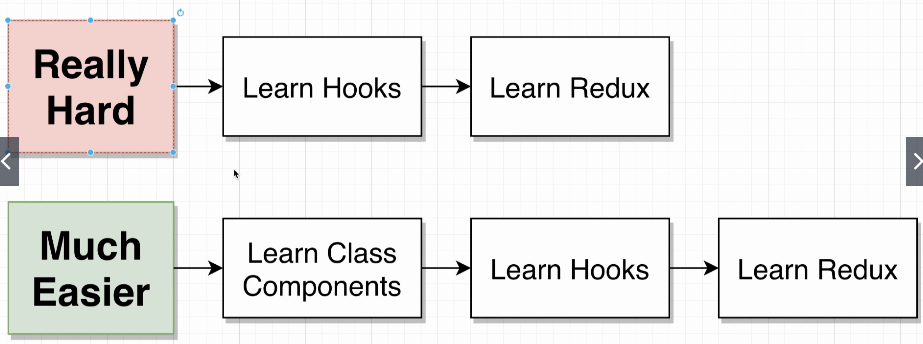 Really
Hard
Learn Hooks
Learn Redux
Much
Easier
Learn Class
Components
Learn Hooks
Learn Redux